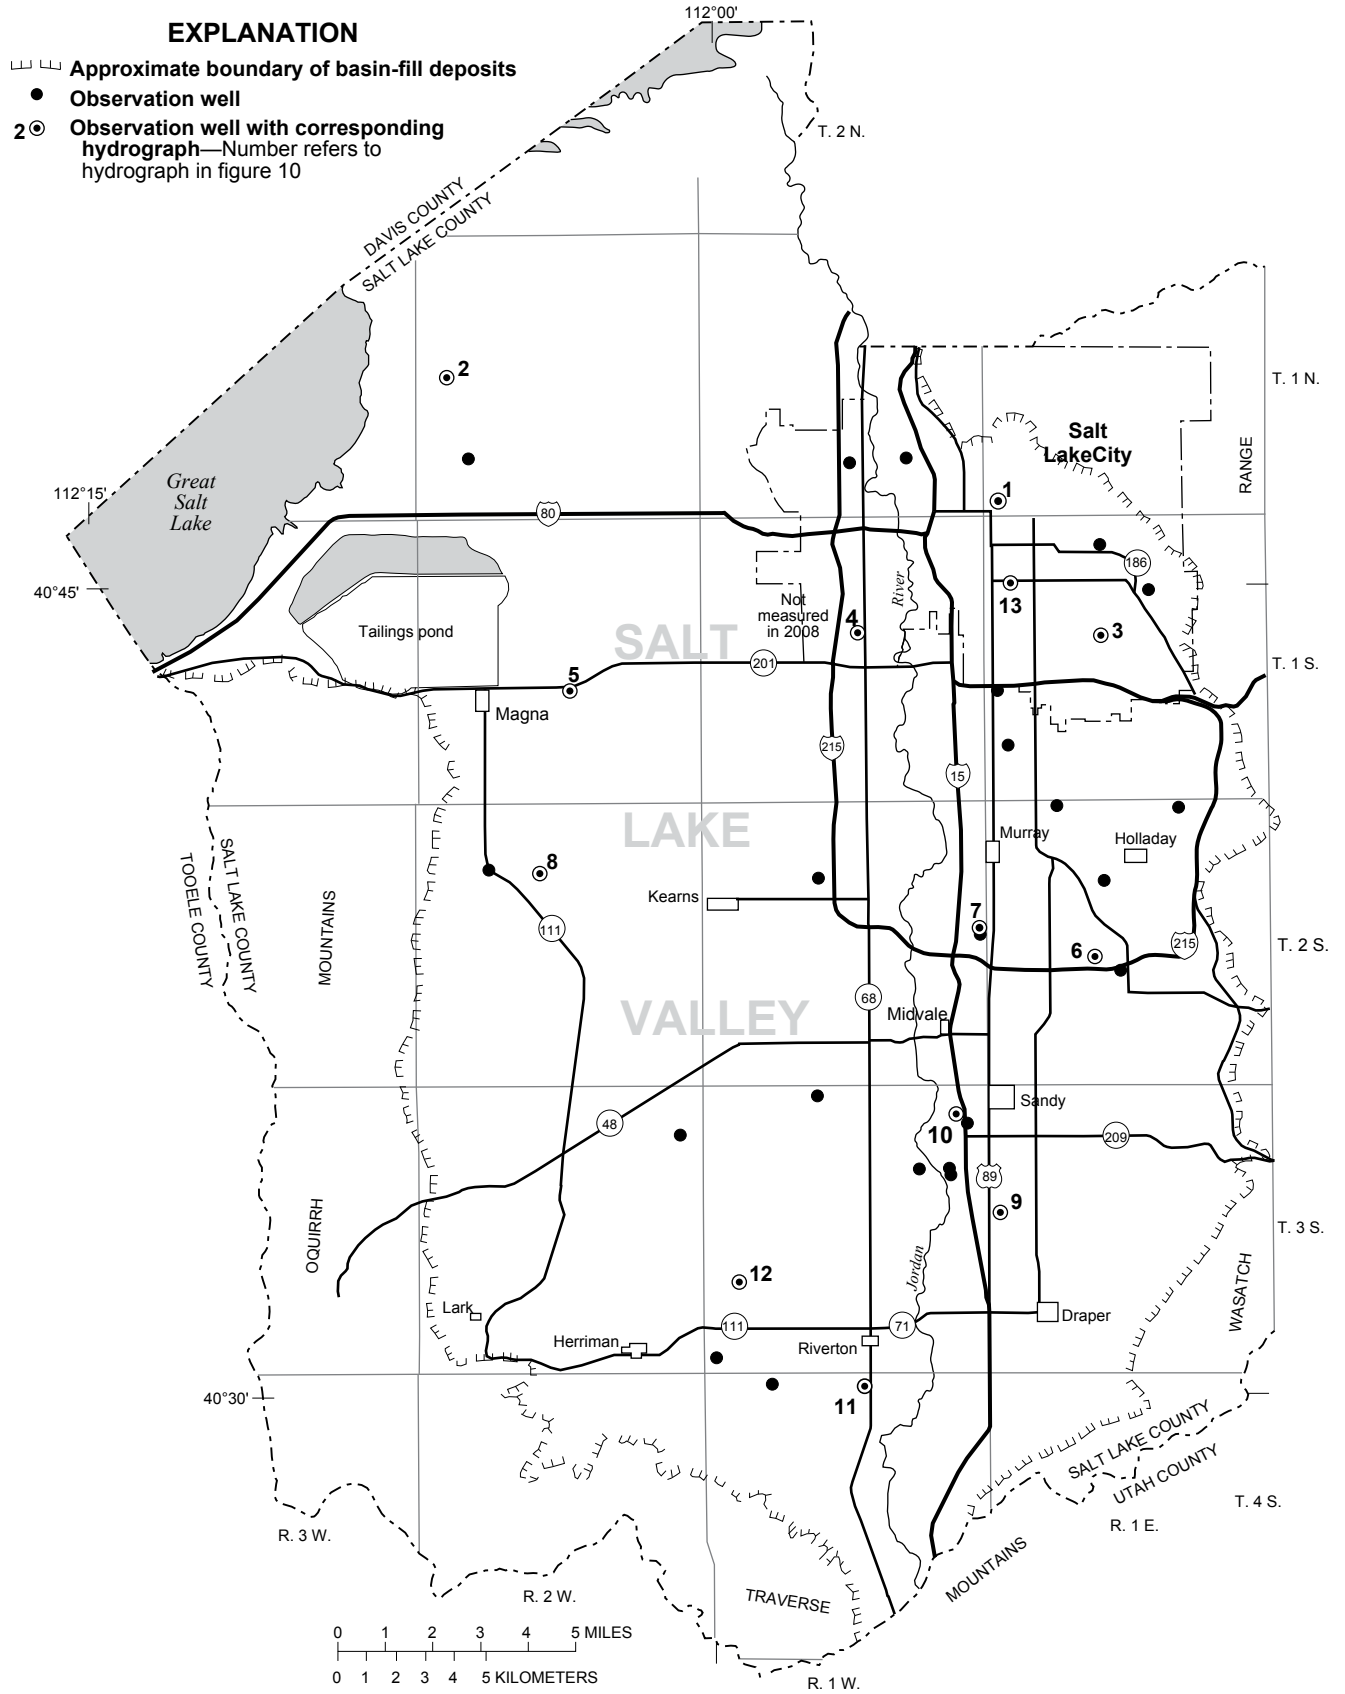 EXPLANATION
Approximate boundary of basin-fill deposits
Observation well
2 Observation well with corresponding
hydrograph—Number refers to
hydrograph in figure 10
112°00'
T. 2 N.
DAVIS COUNTY
SALT LAKE COUNTY
2
T. 1 N.
Salt
LakeCity
RANGE
Great
Salt
Lake
112°15'
1
80
186
40°45'
13
Not
measured
in 2008
4
River
3
Tailings pond
SALT
201
T. 1 S.
5
Magna
215
15
LAKE
Murray
Holladay
SALT LAKE COUNTY
TOOELE COUNTY
8
Kearns
MOUNTAINS
111
7
6
215
T. 2 S.
68
VALLEY
Midvale
Sandy
48
10
209
89
9
OQUIRRH
T. 3 S.
Jordan
12
WASATCH
Lark
111
71
Draper
Herriman
Riverton
40°30'
11
SALT LAKE COUNTY
UTAH COUNTY
T. 4 S.
R. 3 W.
R. 1 E.
MOUNTAINS
R. 2 W.
TRAVERSE
0 1 2 3 4 5 MILES
0 1 2 3 4 5 KILOMETERS
R. 1 W.